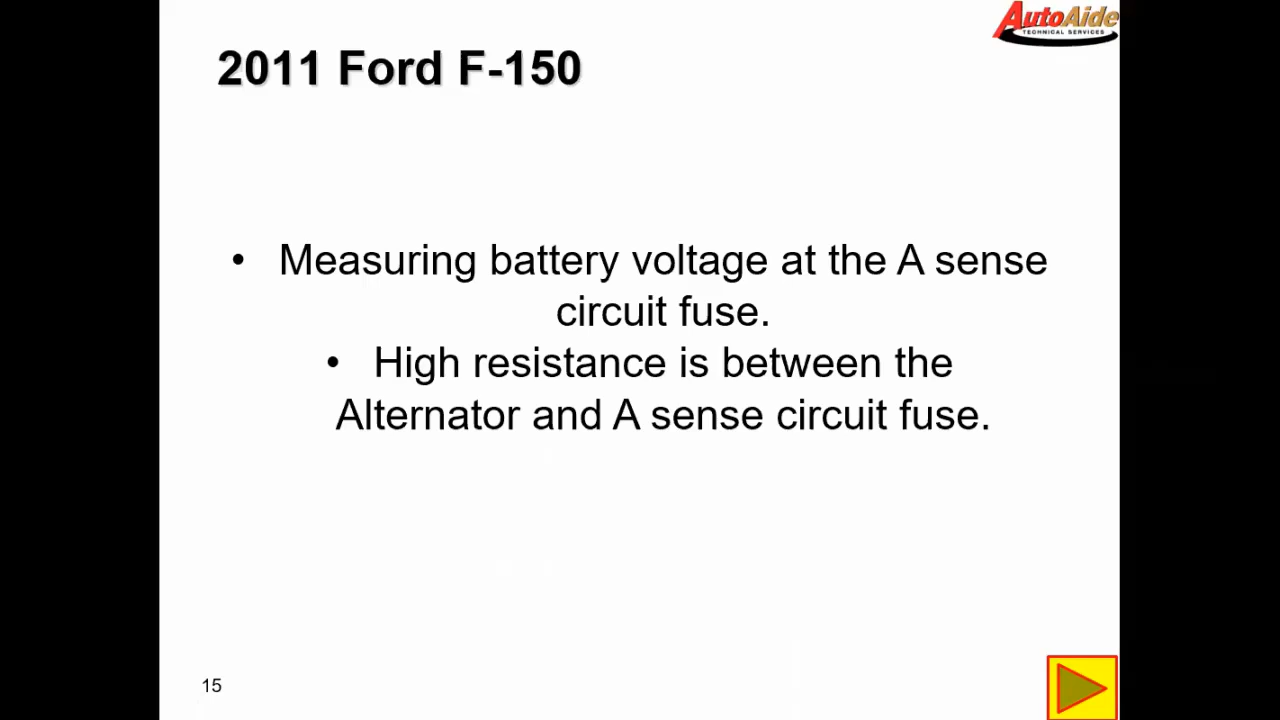 AutoAide
TECHNICAL SERVICES
2011 Ford F-150
• Measuring battery voltage at the A sense
circuit fuse.
• High resistance is between the
Alternator and A sense circuit fuse.
15